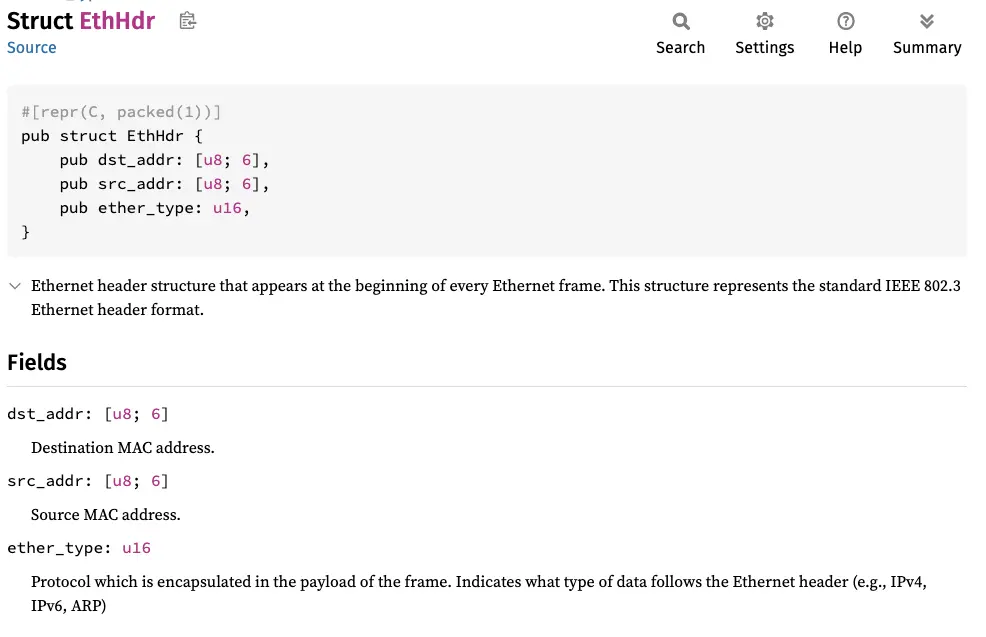 Struct EthHdr
Source
Search
Settings
Help
Summary
#[repr(C, packed(1))]
pub struct EthHdr {
    pub dst_addr: [u8; 6],
    pub src_addr: [u8; 6],
    pub ether_type: u16,
}
Ethernet header structure that appears at the beginning of every Ethernet frame. This structure represents the standard IEEE 802.3
Ethernet header format.
Fields
dst_addr: [u8; 6]
Destination MAC address.
src_addr: [u8; 6]
Source MAC address.
ether_type: u16
Protocol which is encapsulated in the payload of the frame. Indicates what type of data follows the Ethernet header (e.g., IPv4,
IPv6, ARP)